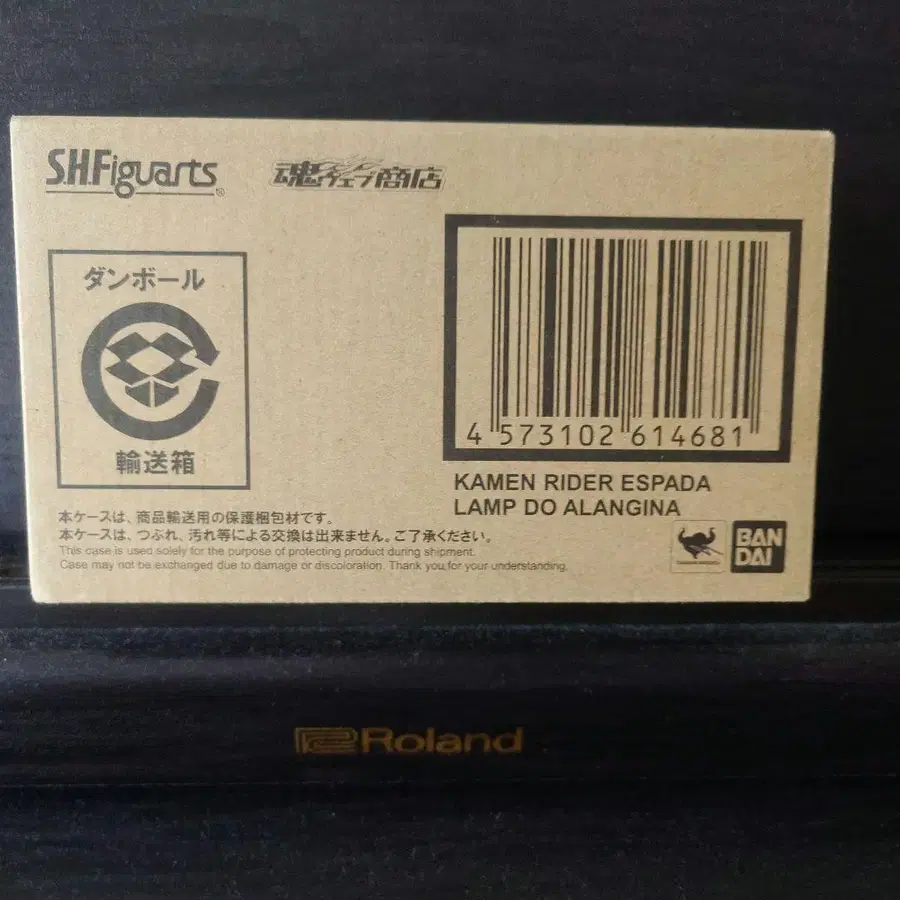 S.H.Figuarts
魂ウェブ商店
ダンボール
輸送箱
4 573102 614681
KAMEN RIDER ESPADA
LAMP DO ALANGINA
本ケースは、商品輸送用の保護梱包材です。
本ケースは、つぶれ、汚れ等による交換は出来ません。ご了承ください。
This case is used solely for the purpose of protecting product during shipment.
Case may not be exchanged due to damage or discoloration. Thank you for your understanding.
BAN
DAI
Roland